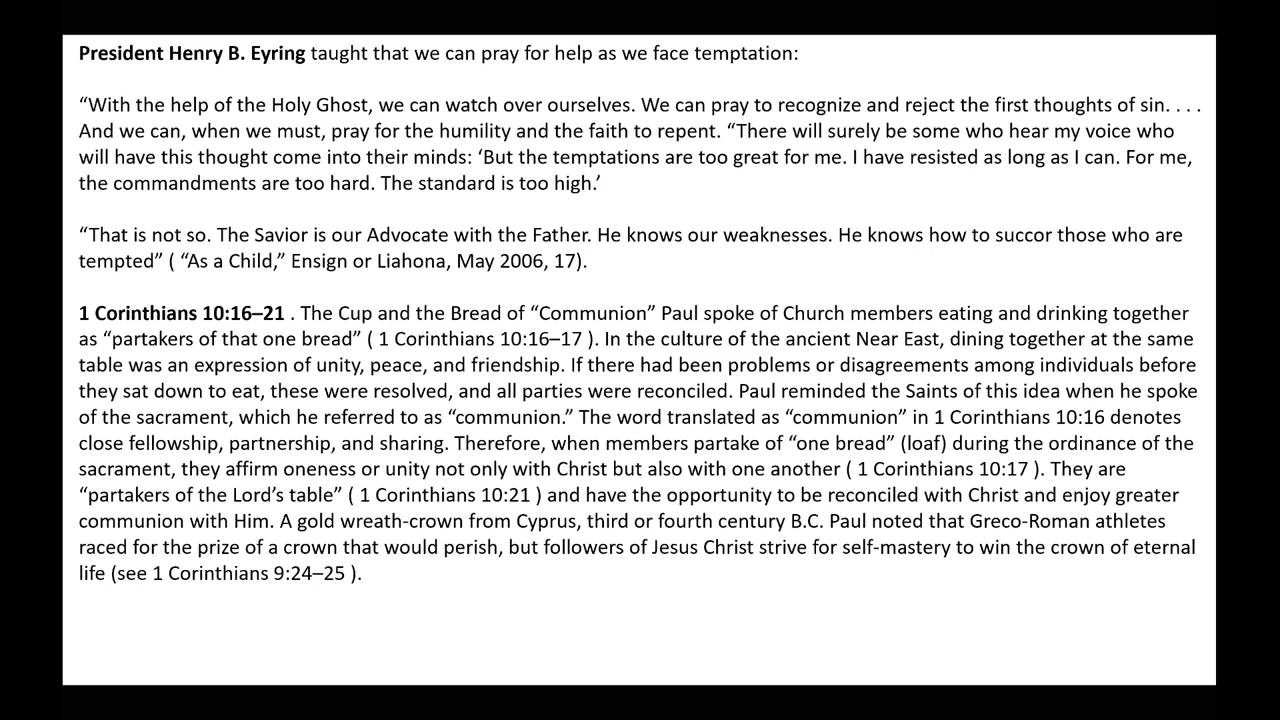 President Henry B. Eyring taught that we can pray for help as we face temptation:
“With the help of the Holy Ghost, we can watch over ourselves. We can pray to recognize and reject the first thoughts of sin. . . .
And we can, when we must, pray for the humility and the faith to repent. “There will surely be some who hear my voice who
will have this thought come into their minds: ‘But the temptations are too great for me. I have resisted as long as I can. For me,
the commandments are too hard. The standard is too high.’
“That is not so. The Savior is our Advocate with the Father. He knows our weaknesses. He knows how to succor those who are
tempted” ( “As a Child,” Ensign or Liahona, May 2006, 17).
1 Corinthians 10:16–21 . The Cup and the Bread of “Communion” Paul spoke of Church members eating and drinking together
as “partakers of that one bread” ( 1 Corinthians 10:16–17 ). In the culture of the ancient Near East, dining together at the same
table was an expression of unity, peace, and friendship. If there had been problems or disagreements among individuals before
they sat down to eat, these were resolved, and all parties were reconciled. Paul reminded the Saints of this idea when he spoke
of the sacrament, which he referred to as “communion.” The word translated as “communion” in 1 Corinthians 10:16 denotes
close fellowship, partnership, and sharing. Therefore, when members partake of “one bread” (loaf) during the ordinance of the
sacrament, they affirm oneness or unity not only with Christ but also with one another ( 1 Corinthians 10:17 ). They are
“partakers of the Lord’s table” ( 1 Corinthians 10:21 ) and have the opportunity to be reconciled with Christ and enjoy greater
communion with Him. A gold wreath-crown from Cyprus, third or fourth century B.C. Paul noted that Greco-Roman athletes
raced for the prize of a crown that would perish, but followers of Jesus Christ strive for self-mastery to win the crown of eternal
life (see 1 Corinthians 9:24–25 ).